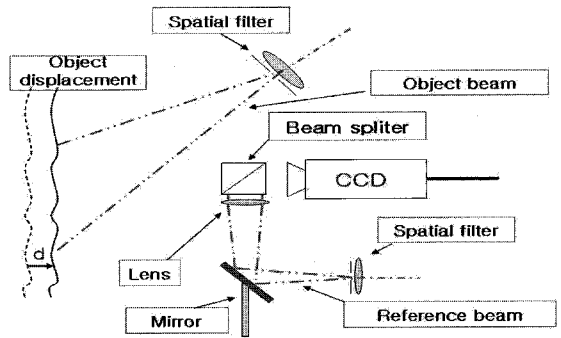 Spatial filter
Object
displacement
Object beam
Beam spliter
CCD
Spatial filter
d
Lens
Mirror
Reference beam